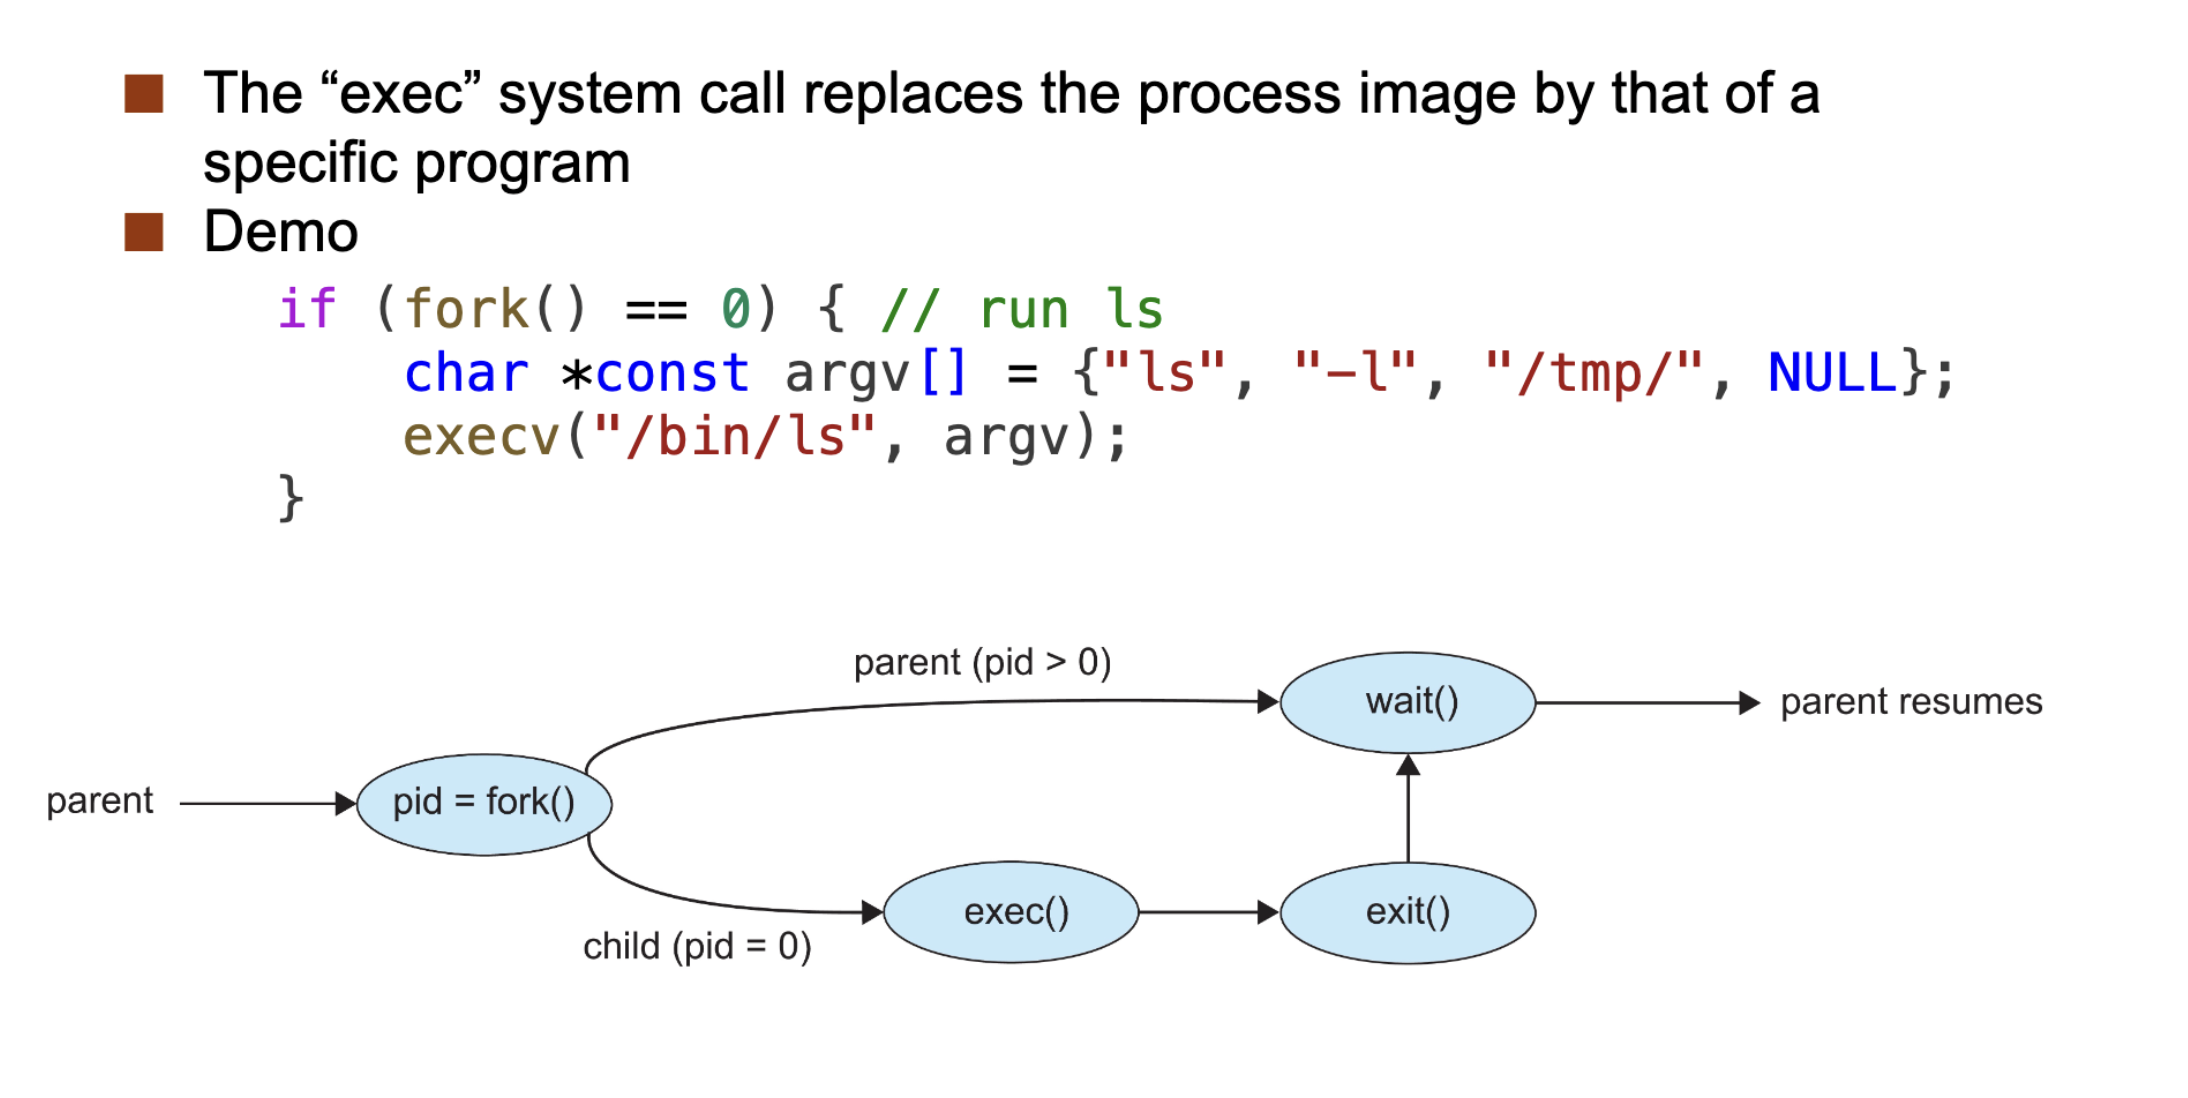 The “exec” system call replaces the process image by that of a
specific program
Demo
if (fork() == 0) { // run ls
char *const argv[] = {"ls", "-l", "/tmp/", NULL};
execv("/bin/ls", argv);
}
parent (pid > 0)
wait()
parent resumes
parent
pid = fork()
exec()
exit()
child (pid = 0)